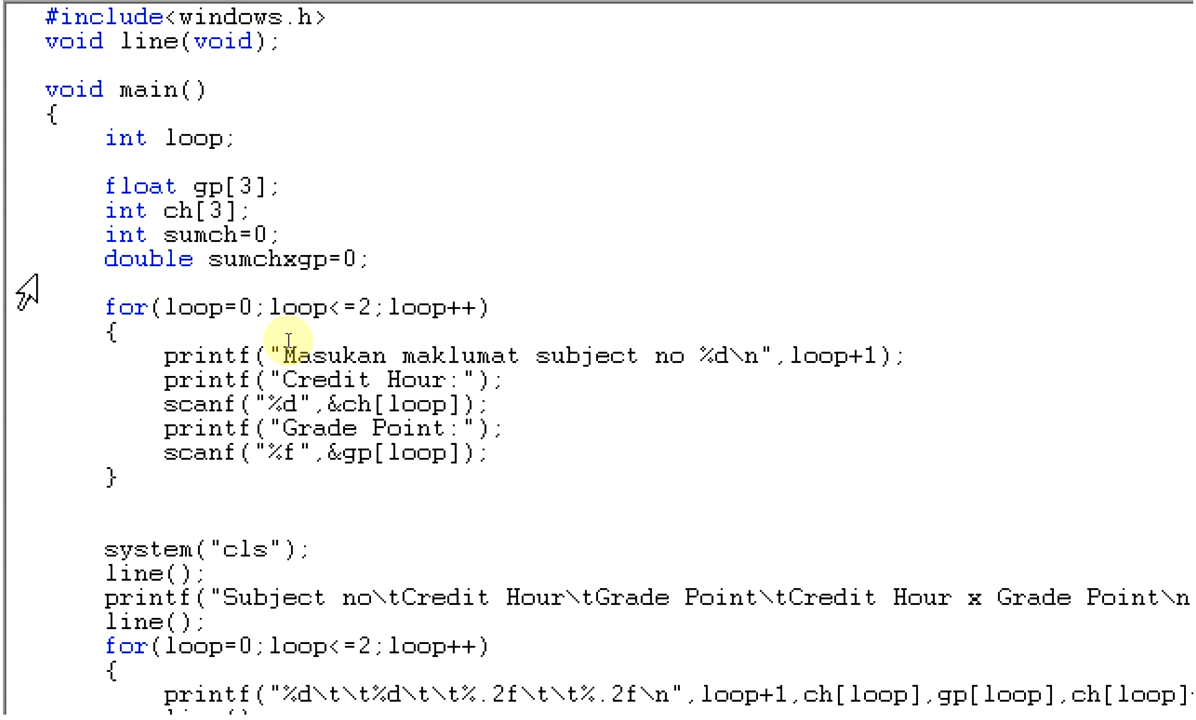 #include<windows.h>
void line(void);
void main()
{
int loop;
float gp[3];
int ch[3];
int sumch=0;
double sumchxgp=0;
for(loop=0;loop<=2;loop++)
{
printf("Masukan maklumat subject no %d\n",loop+1);
printf("Credit Hour:");
scanf("%d",&ch[loop]);
printf("Grade Point:");
scanf("%f",&gp[loop]);
}
system("cls");
line();
printf("Subject no\tCredit Hour\tGrade Point\tCredit Hour x Grade Point\n
line();
for(loop=0;loop<=2;loop++)
{
printf("%d\t\t%d\t\t%.2f\t\t%.2f\n",loop+1,ch[loop],gp[loop],ch[loop]